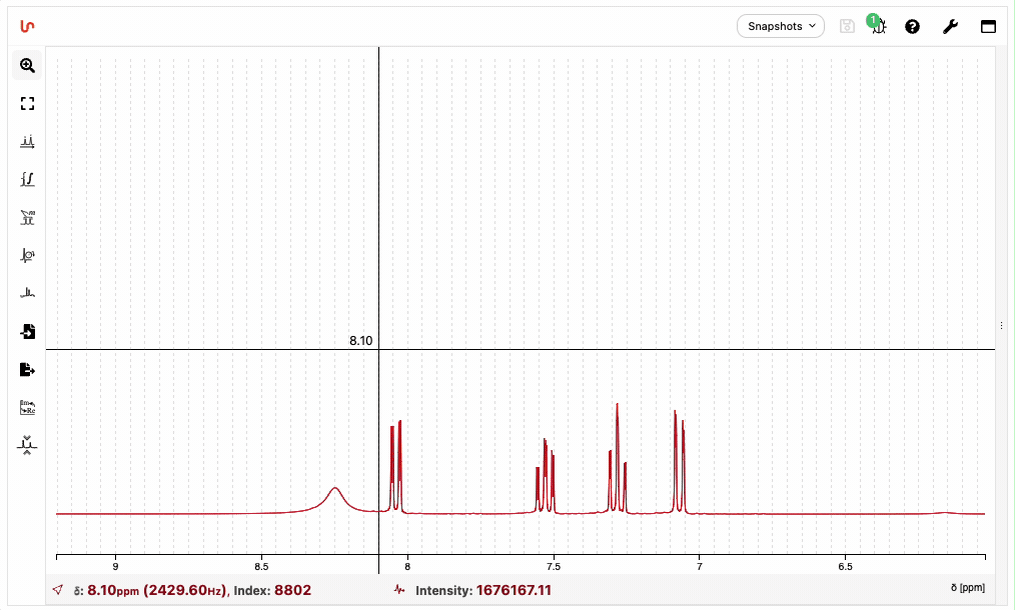 Snapshots
1
8.10
9 8.5 8 7.5 7 6.5
δ: 8.10ppm (2429.60Hz), Index: 8802 Intensity: 1676167.11 δ [ppm]